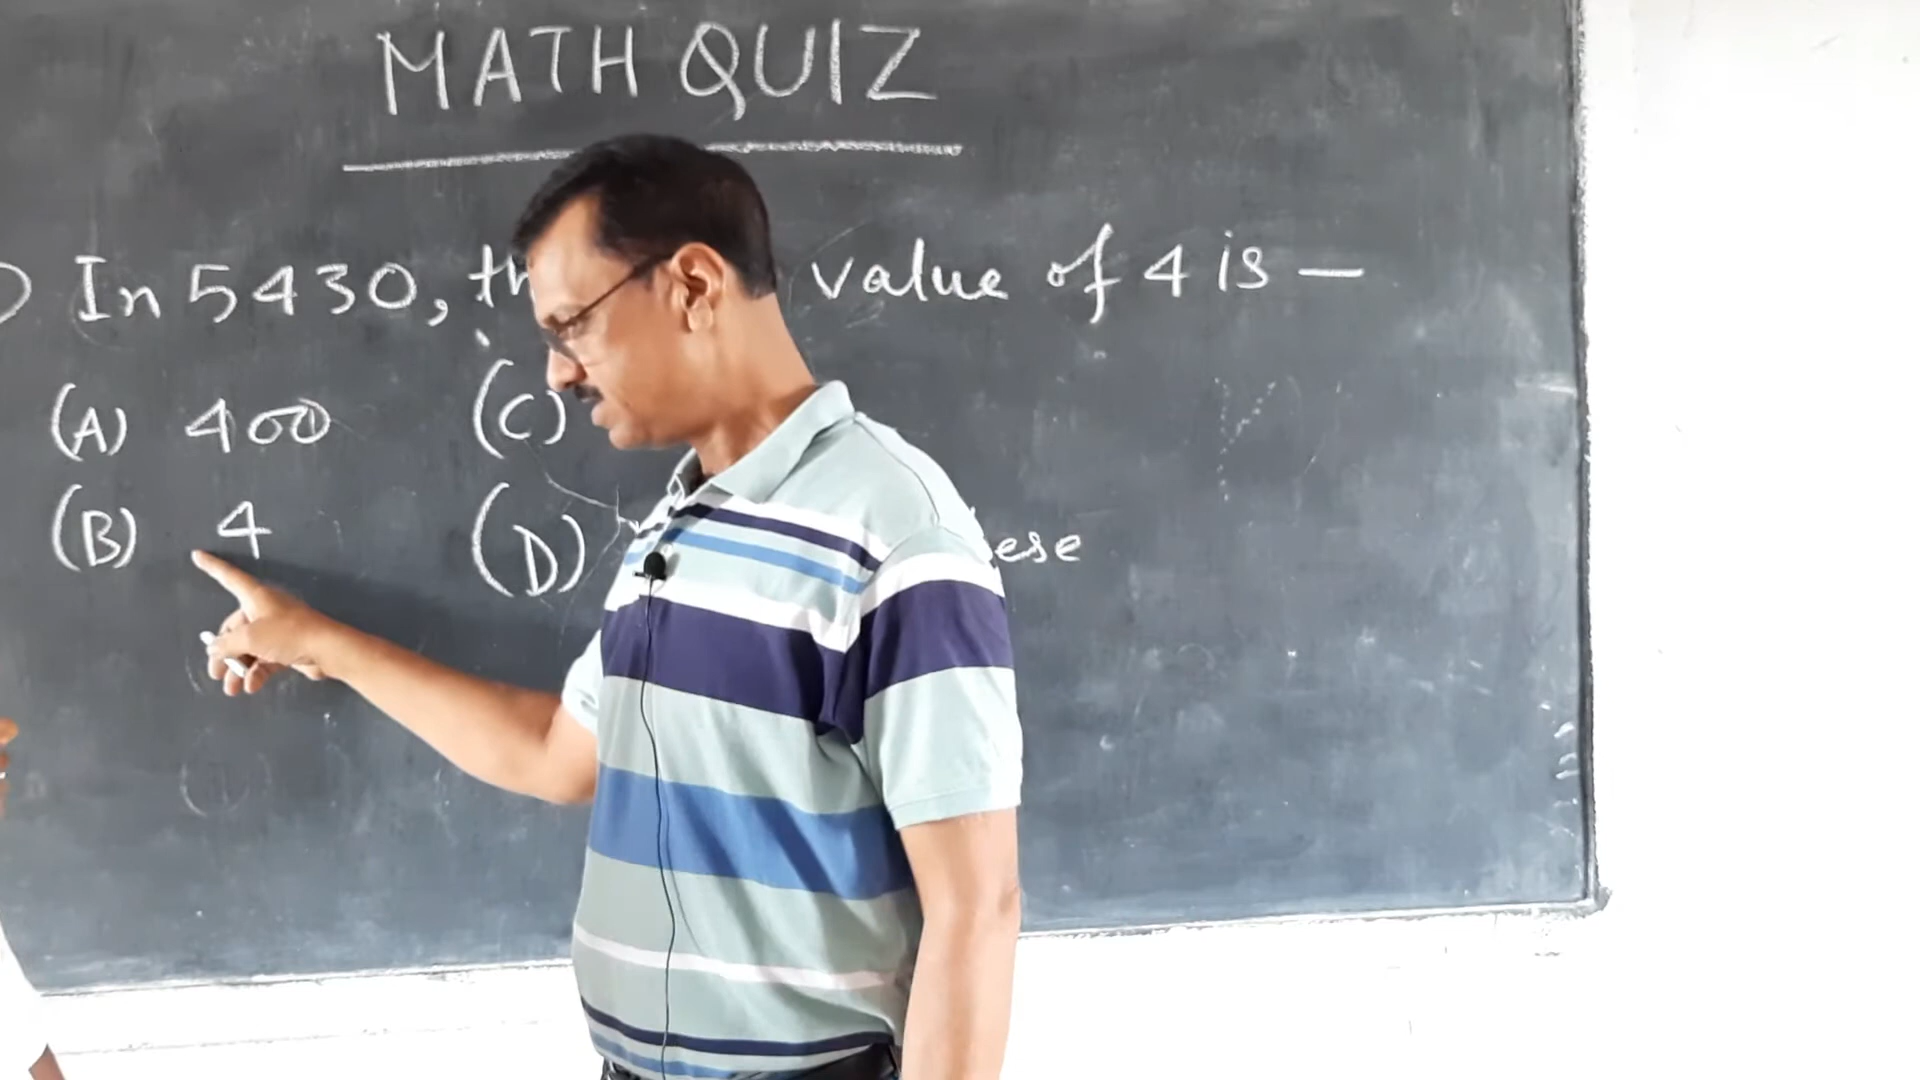 MATH QUIZ
In 5430, th value of 4 is —
(A) 400 (C)
(B) 4 (D) ese